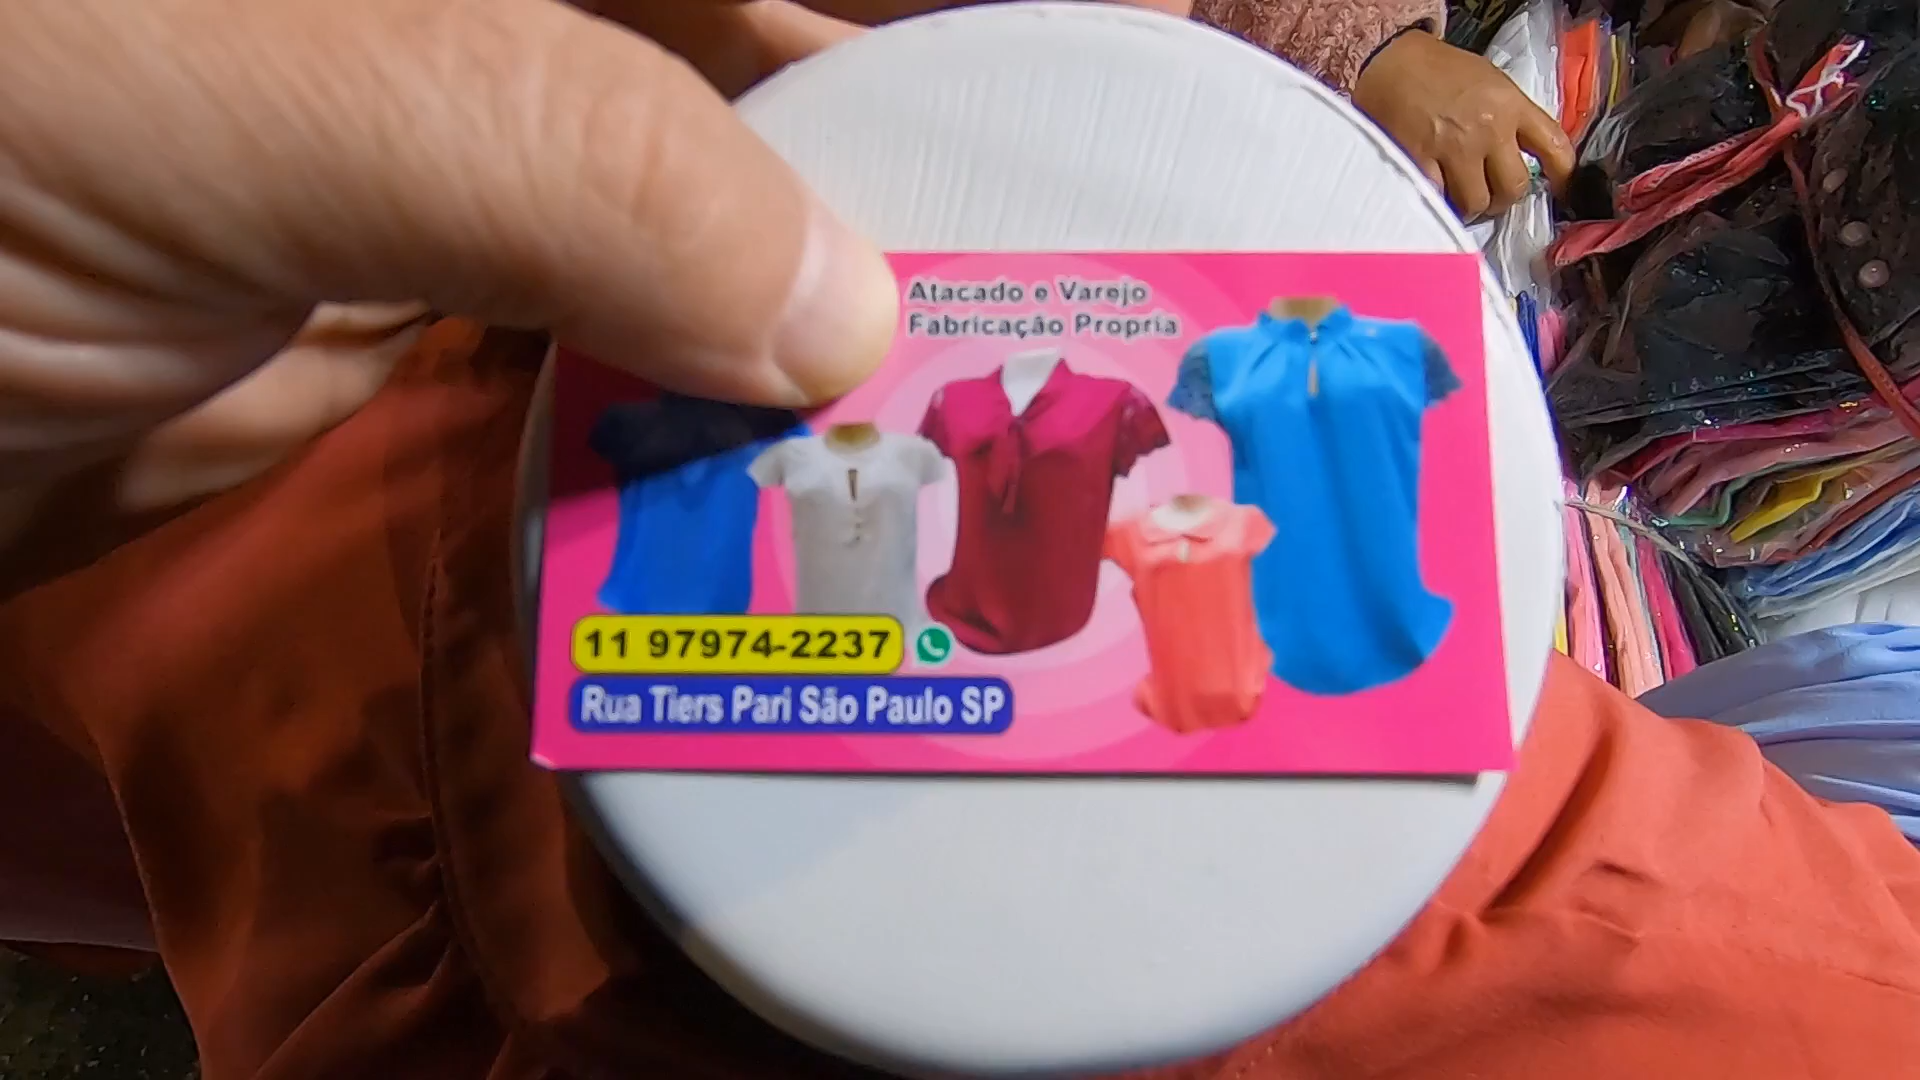 Atacado e Varejo
Fabricação Propria
11 97974-2237
Rua Tiers Pari São Paulo SP